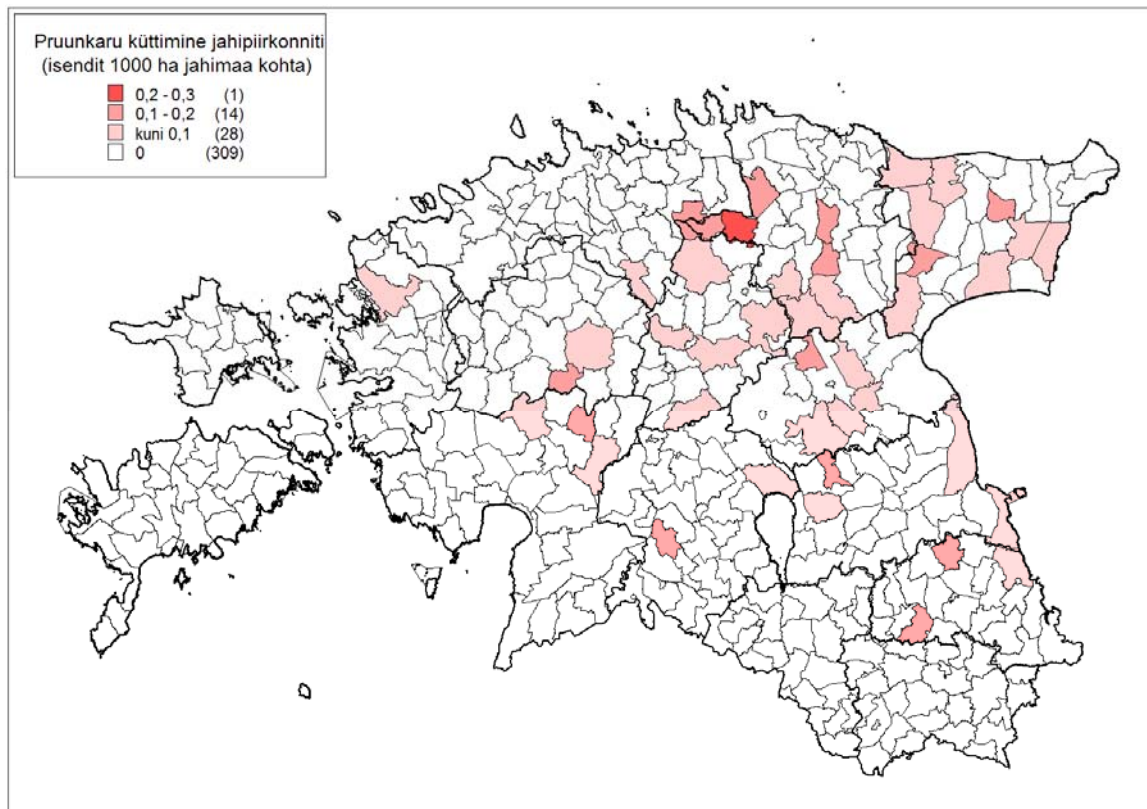 Pruunkaru küttimine jahipiirkonniti
(isendit 1000 ha jahimaa kohta)
0,2 - 0,3 (1)
0,1 - 0,2 (14)
kuni 0,1 (28)
0 (309)